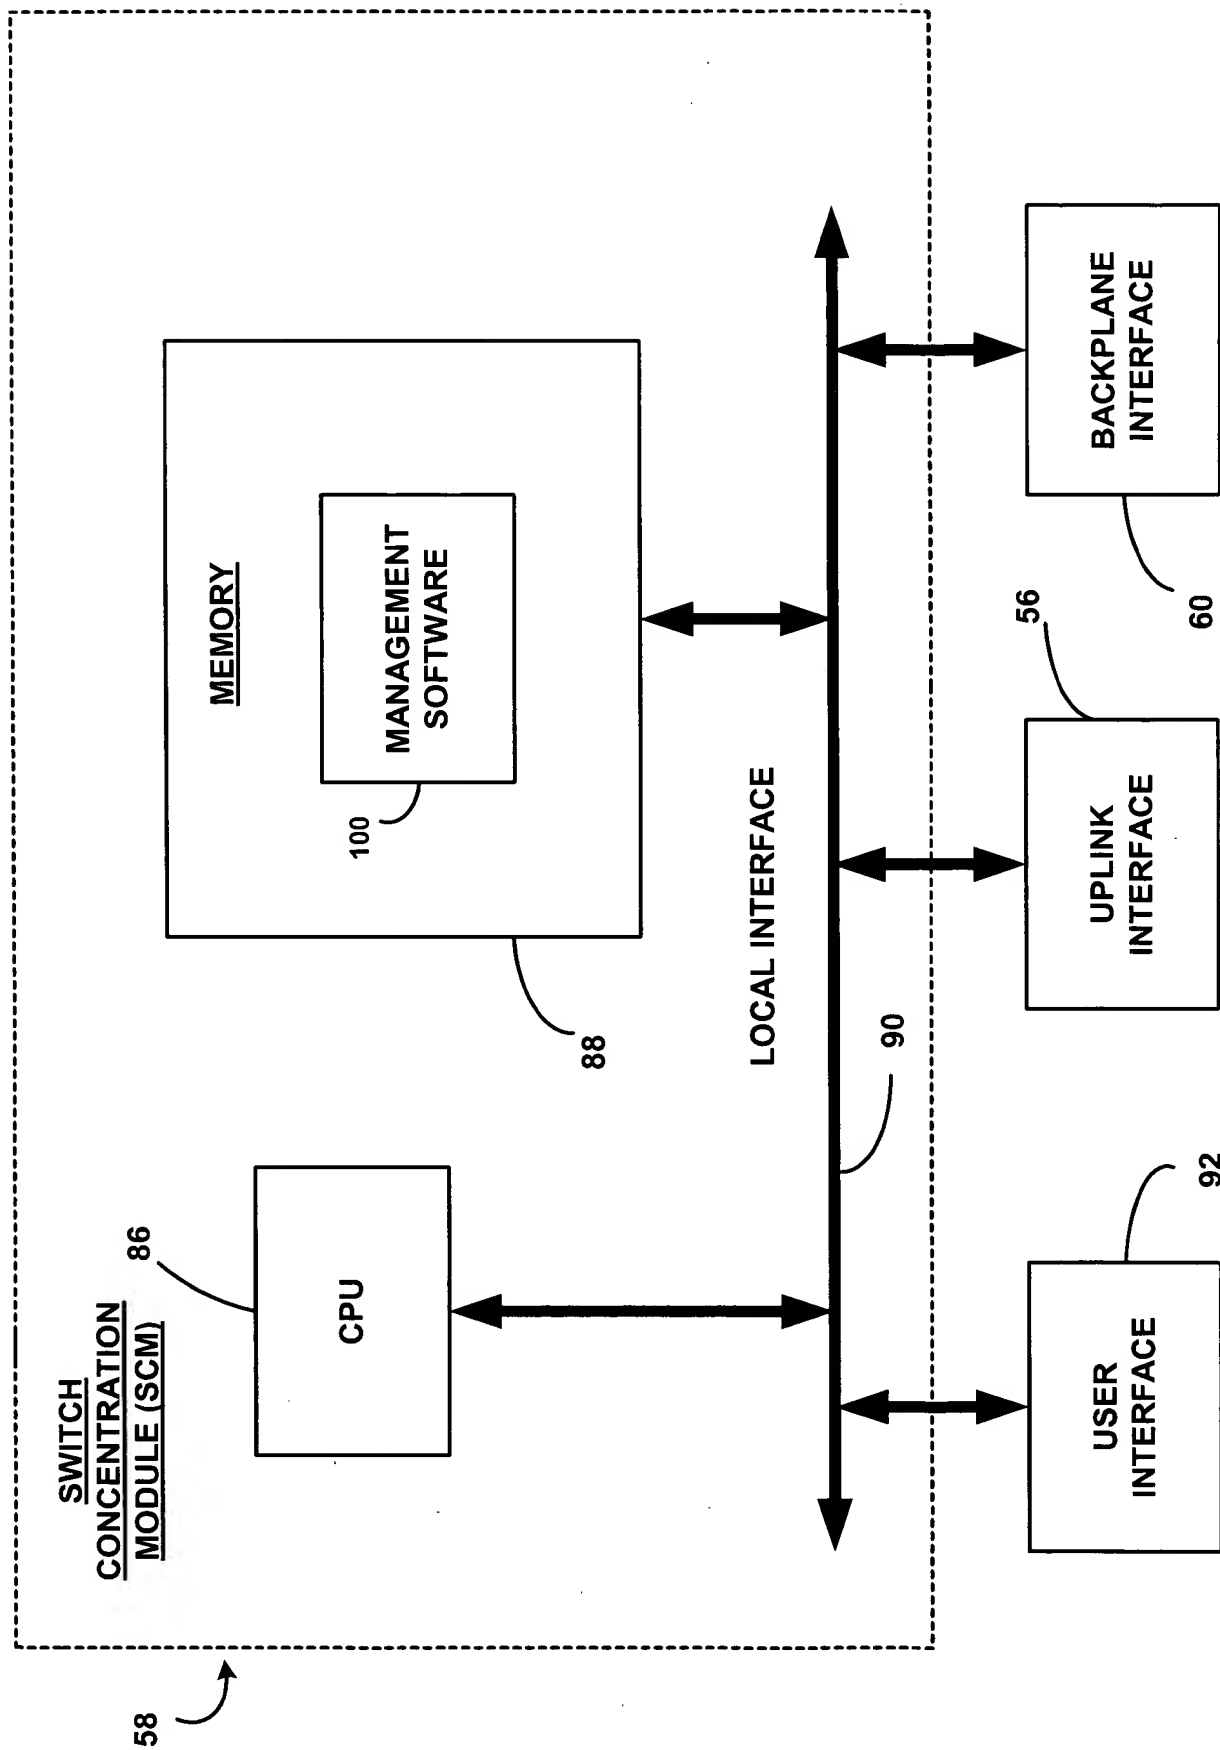 SWITCH
CONCENTRATION
MODULE (SCM)
58
86
CPU
MEMORY
MANAGEMENT
SOFTWARE
100
88
LOCAL INTERFACE
90
USER
INTERFACE
92
UPLINK
INTERFACE
56
BACKPLANE
INTERFACE
60